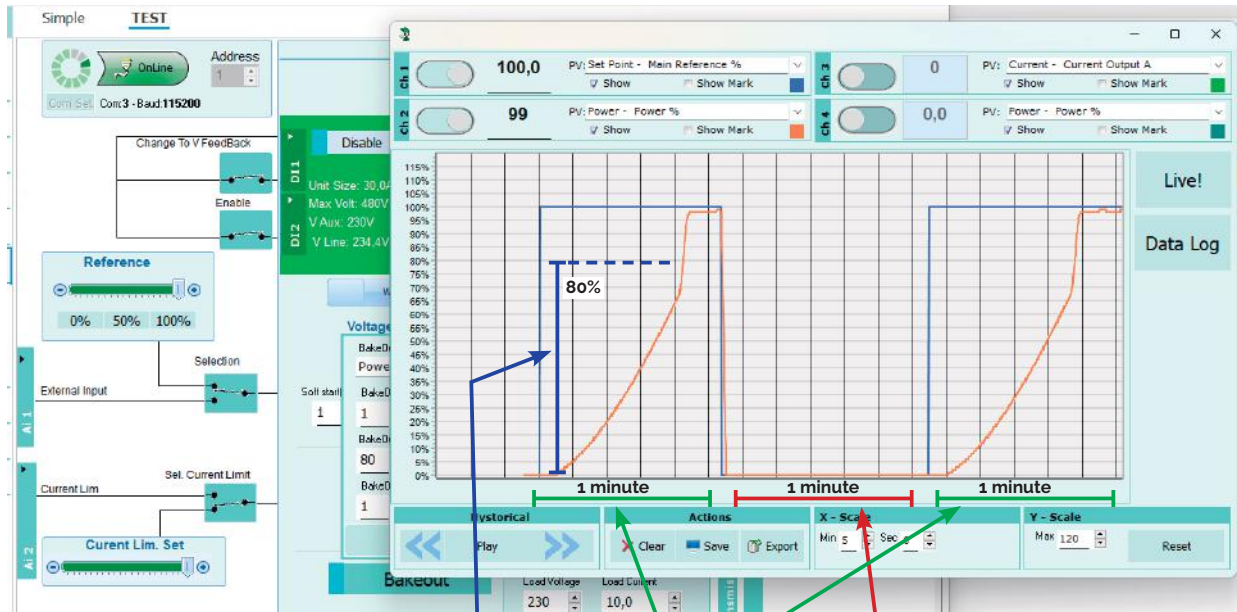 Simple TEST
OnLine
Address
1
Com Set Com:3 - Baud:115200
Change To V FeedBack
Enable
DI1
DI2
Disable
Unit Size: 30,0A
Max Volt: 480V
V Aux: 230V
V Line: 234,4V
Reference
0% 50% 100%
Selection
External Input
Ai 1
Sel. Current Limit
Current Lim
Ai 2
Curent Lim. Set
Voltage
Soft start
1
BakeO
Power
BakeO
1
BakeO
80
BakeO
1
Bakeout
Load Voltage Load Current
230 10,0
ch 1
100,0
PV: Set Point - Main Reference %
Show Show Mark
ch 2
99
PV: Power - Power %
Show Show Mark
ch 3
0
PV: Current - Current Output A
Show Show Mark
ch 4
0,0
PV: Power - Power %
Show Show Mark
115%
110%
105%
100%
95%
90%
85%
80%
75%
70%
65%
60%
55%
50%
45%
40%
35%
30%
25%
20%
15%
10%
5%
0%
80%
1 minute 1 minute 1 minute
Live!
Data Log
Hystorical
Play
Actions
Clear Save Export
X - Scale
Min 5 Sec
Y - Scale
Max 120
Reset